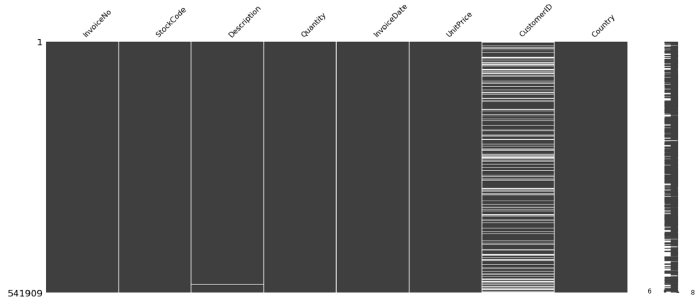 InvoiceNo StockCode Description Quantity InvoiceDate UnitPrice CustomerID Country
1
541909
6 8